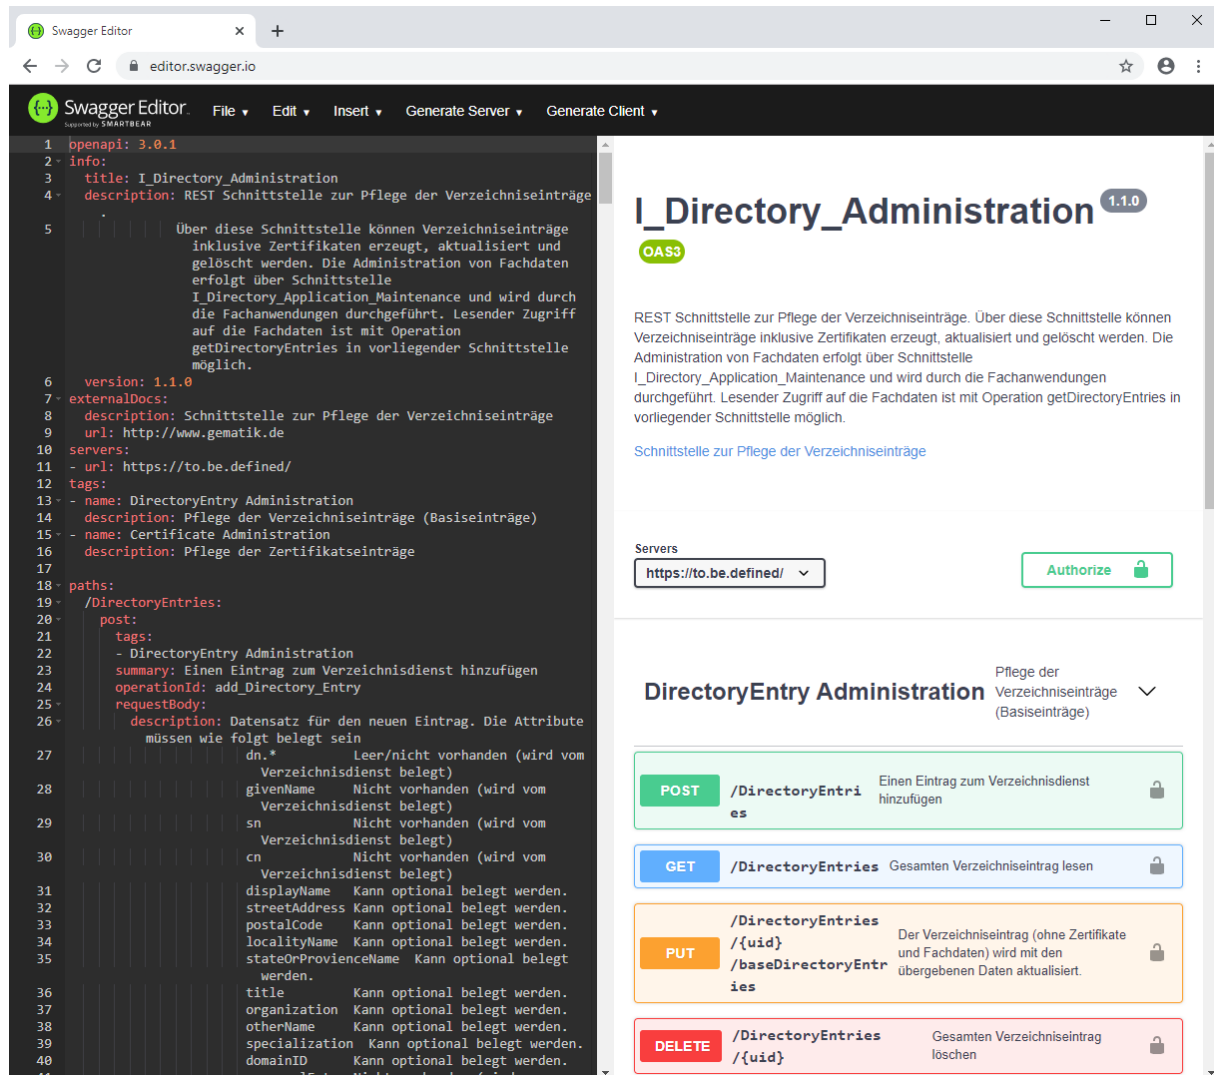 Swagger Editor
editor.swagger.io
Swagger Editor
Supported by SMARTBEAR
File
Edit
Insert
Generate Server
Generate Client
1 openapi: 3.0.1
2 info:
3 title: I_Directory_Administration
4 description: REST Schnittstelle zur Pflege der Verzeichniseinträge
.
5 Über diese Schnittstelle können Verzeichniseinträge
inklusive Zertifikaten erzeugt, aktualisiert und
gelöscht werden. Die Administration von Fachdaten
erfolgt über Schnittstelle
I_Directory_Application_Maintenance und wird durch
die Fachanwendungen durchgeführt. Lesender Zugriff
auf die Fachdaten ist mit Operation
getDirectoryEntries in vorliegender Schnittstelle
möglich.
6 version: 1.1.0
7 externalDocs:
8 description: Schnittstelle zur Pflege der Verzeichniseinträge
9 url: http://www.gematik.de
10 servers:
11 - url: https://to.be.defined/
12 tags:
13 - name: DirectoryEntry Administration
14 description: Pflege der Verzeichniseinträge (Basiseinträge)
15 - name: Certificate Administration
16 description: Pflege der Zertifikatseinträge
17
18 paths:
19 /DirectoryEntries:
20 post:
21 tags:
22 - DirectoryEntry Administration
23 summary: Einen Eintrag zum Verzeichnisdienst hinzufügen
24 operationId: add_Directory_Entry
25 requestBody:
26 description: Datensatz für den neuen Eintrag. Die Attribute
müssen wie folgt belegt sein
27 dn.* Leer/nicht vorhanden (wird vom
Verzeichnisdienst belegt)
28 givenName Nicht vorhanden (wird vom
Verzeichnisdienst belegt)
29 sn Nicht vorhanden (wird vom
Verzeichnisdienst belegt)
30 cn Nicht vorhanden (wird vom
Verzeichnisdienst belegt)
31 displayName Kann optional belegt werden.
32 streetAddress Kann optional belegt werden.
33 postalCode Kann optional belegt werden.
34 localityName Kann optional belegt werden.
35 stateOrProvienceName Kann optional belegt
werden.
36 title Kann optional belegt werden.
37 organization Kann optional belegt werden.
38 otherName Kann optional belegt werden.
39 specialization Kann optional belegt werden.
40 domainID Kann optional belegt werden.
I_Directory_Administration 1.1.0
OAS3
REST Schnittstelle zur Pflege der Verzeichniseinträge. Über diese Schnittstelle können
Verzeichniseinträge inklusive Zertifikaten erzeugt, aktualisiert und gelöscht werden. Die
Administration von Fachdaten erfolgt über Schnittstelle
I_Directory_Application_Maintenance und wird durch die Fachanwendungen
durchgeführt. Lesender Zugriff auf die Fachdaten ist mit Operation getDirectoryEntries in
vorliegender Schnittstelle möglich.
Schnittstelle zur Pflege der Verzeichniseinträge
Servers
https://to.be.defined/
Authorize
DirectoryEntry Administration
Pflege der
Verzeichniseinträge
(Basiseinträge)
POST
/DirectoryEntri
es
Einen Eintrag zum Verzeichnisdienst
hinzufügen
GET
/DirectoryEntries
Gesamten Verzeichniseintrag lesen
PUT
/DirectoryEntries
/{uid}
/baseDirectoryEntr
ies
Der Verzeichniseintrag (ohne Zertifikate
und Fachdaten) wird mit den
übergebenen Daten aktualisiert.
DELETE
/DirectoryEntries
/{uid}
Gesamten Verzeichniseintrag
löschen